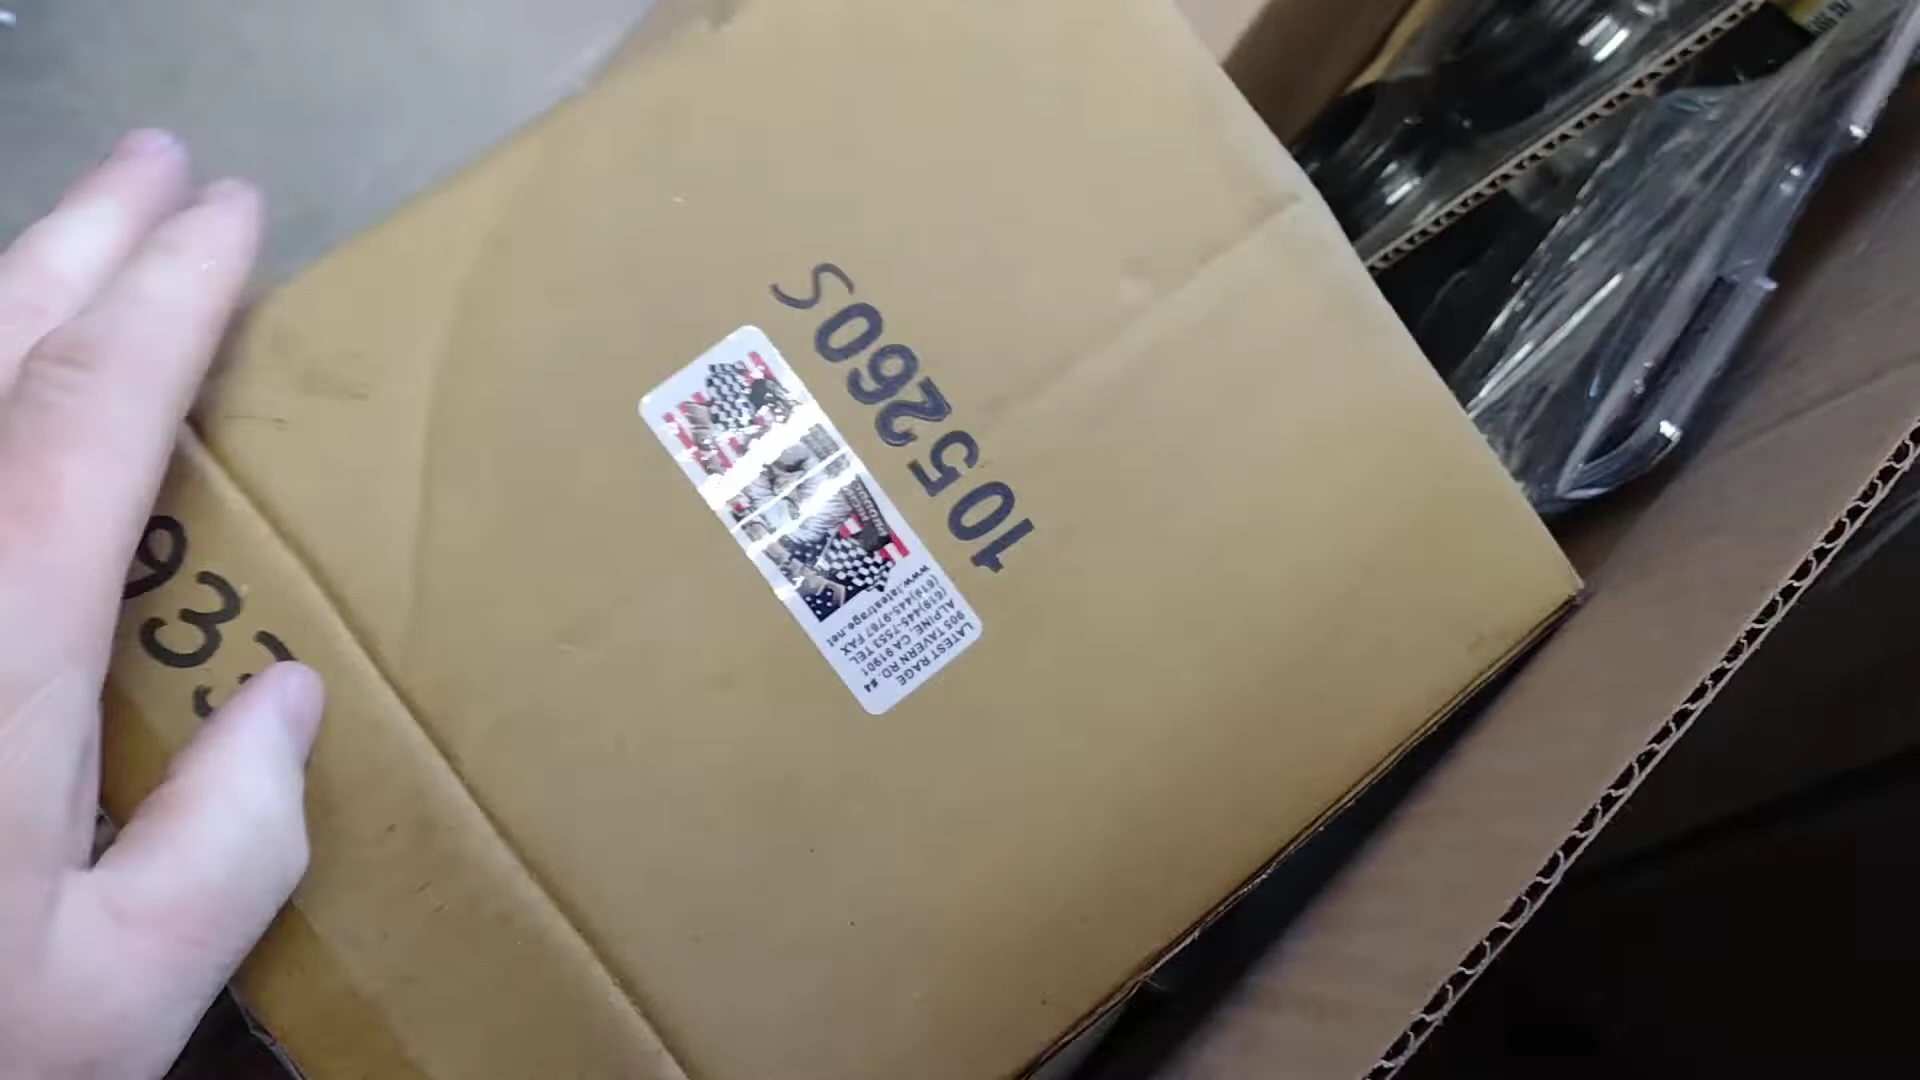 105260S
LATEST RAGE
905 TAVERN RD. #4
ALPINE, CA 91901
(619)445-7553 TEL
(619)445-9787 FAX
www.latestrage.net
933